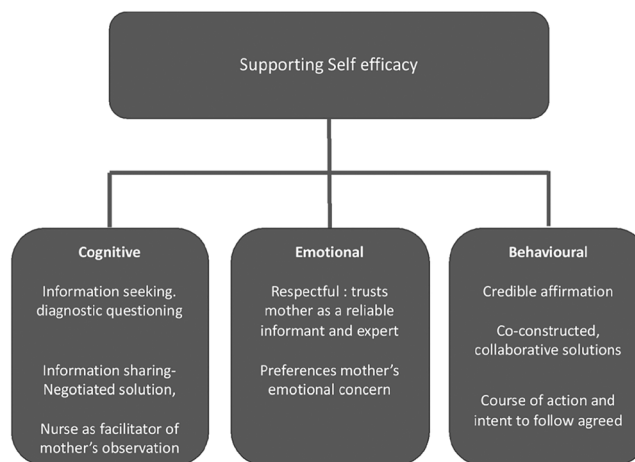 Supporting Self efficacy
Cognitive
Information seeking.
diagnostic questioning
Information sharing-
Negotiated solution,
Nurse as facilitator of
mother's observation
Emotional
Respectful : trusts
mother as a reliable
informant and expert
Preferences mother's
emotional concern
Behavioural
Credible affirmation
Co-constructed,
collaborative solutions
Course of action and
intent to follow agreed